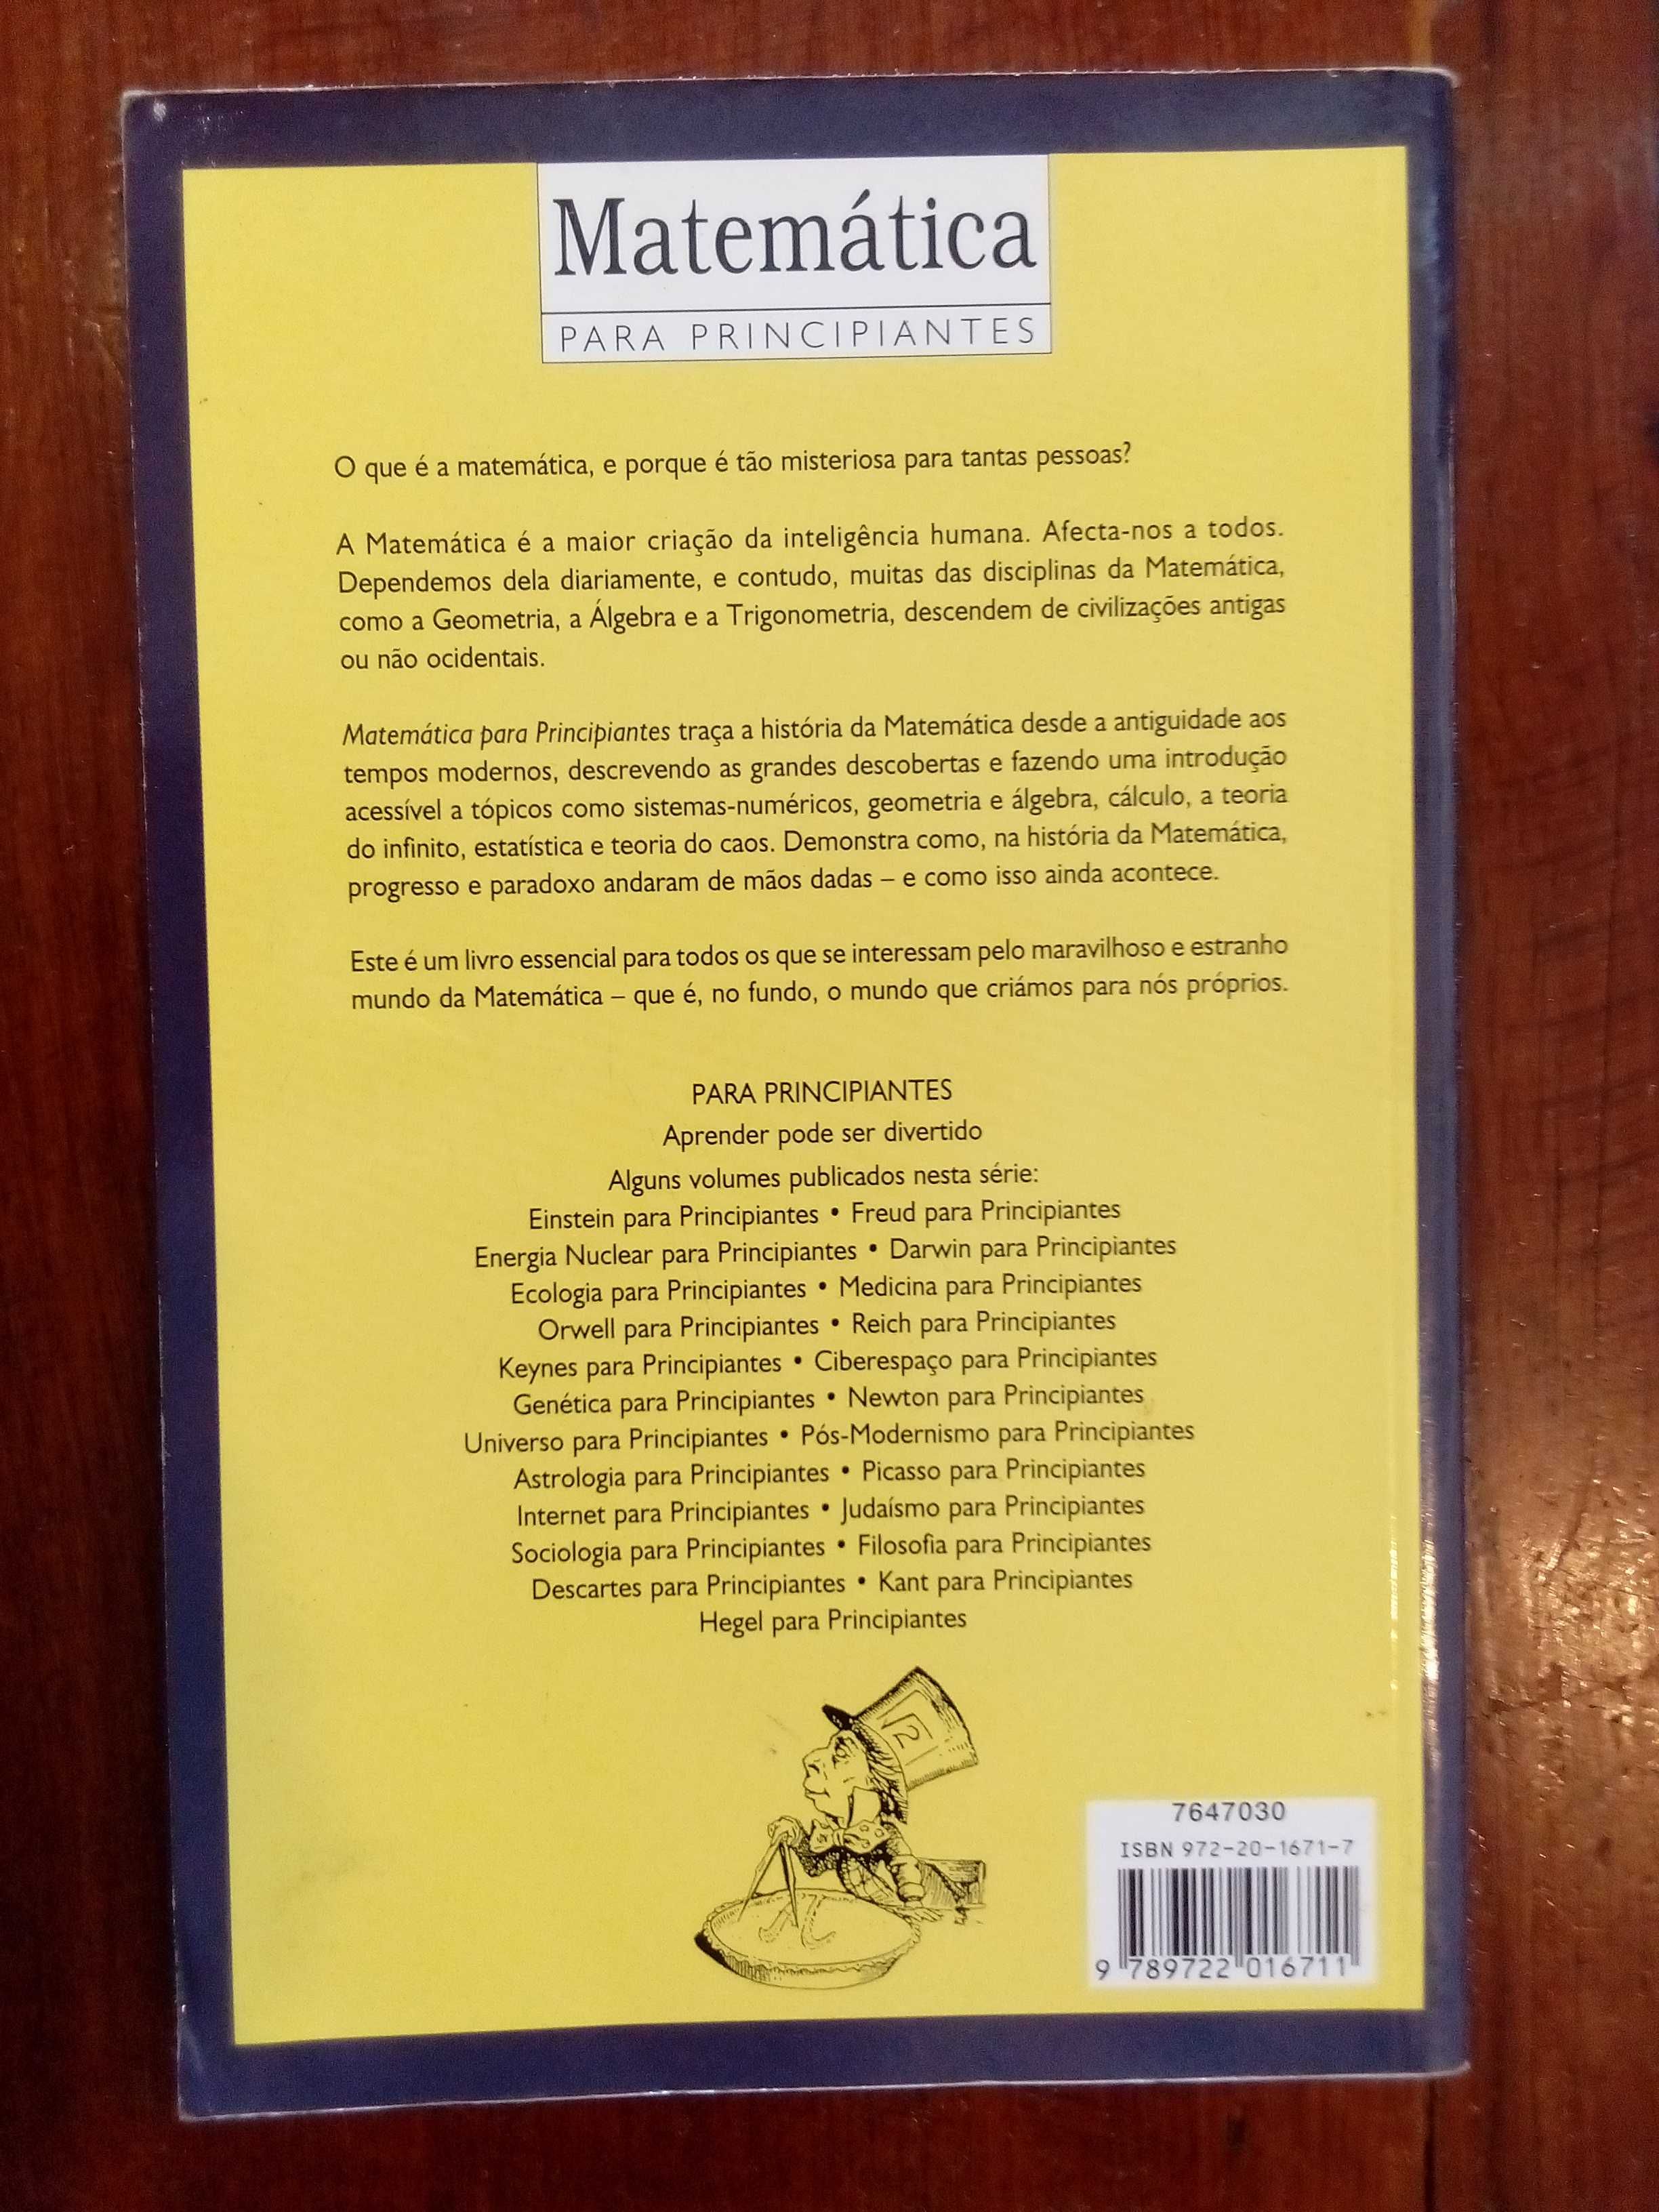 Matemática
PARA PRINCIPIANTES
O que é a matemática, e porque é tão misteriosa para tantas pessoas?
A Matemática é a maior criação da inteligência humana. Afecta-nos a todos.
Dependemos dela diariamente, e contudo, muitas das disciplinas da Matemática,
como a Geometria, a Álgebra e a Trigonometria, descendem de civilizações antigas
ou não ocidentais.
Matemática para Principiantes traça a história da Matemática desde a antiguidade aos
tempos modernos, descrevendo as grandes descobertas e fazendo uma introdução
acessível a tópicos como sistemas-numéricos, geometria e álgebra, cálculo, a teoria
do infinito, estatística e teoria do caos. Demonstra como, na história da Matemática,
progresso e paradoxo andaram de mãos dadas – e como isso ainda acontece.
Este é um livro essencial para todos os que se interessam pelo maravilhoso e estranho
mundo da Matemática – que é, no fundo, o mundo que criámos para nós próprios.
PARA PRINCIPIANTES
Aprender pode ser divertido
Alguns volumes publicados nesta série:
Einstein para Principiantes • Freud para Principiantes
Energia Nuclear para Principiantes • Darwin para Principiantes
Ecologia para Principiantes • Medicina para Principiantes
Orwell para Principiantes • Reich para Principiantes
Keynes para Principiantes • Ciberespaço para Principiantes
Genética para Principiantes • Newton para Principiantes
Universo para Principiantes • Pós-Modernismo para Principiantes
Astrologia para Principiantes • Picasso para Principiantes
Internet para Principiantes • Judaísmo para Principiantes
Sociologia para Principiantes • Filosofia para Principiantes
Descartes para Principiantes • Kant para Principiantes
Hegel para Principiantes
√2
π
7647030
ISBN 972-20-1671-7
9 789722 016711